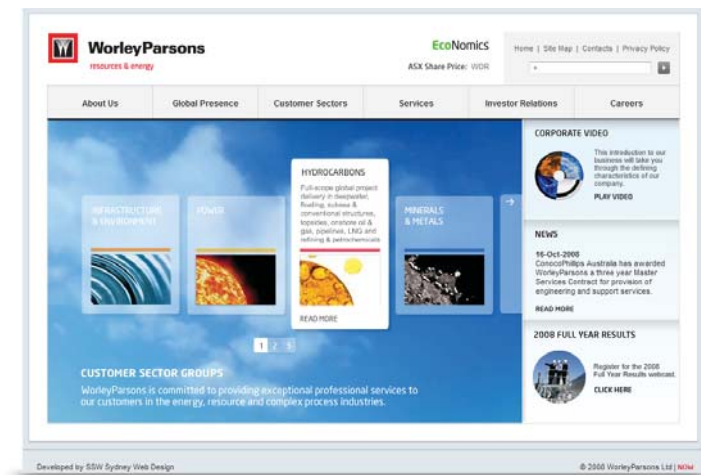 WorleyParsons
resources & energy
EcoNomics
ASX Share Price: WOR
Home | Site Map | Contacts | Privacy Policy
About Us
Global Presence
Customer Sectors
Services
Investor Relations
Careers
INFRASTRUCTURE
& ENVIRONMENT
POWER
HYDROCARBONS
Full-scope global project
delivery in deepwater,
floating, subsea &
conventional structures,
topsides, onshore oil &
gas, pipelines, LNG and
refining & petrochemicals
READ MORE
MINERALS
& METALS
1 2 3
CUSTOMER SECTOR GROUPS
WorleyParsons is committed to providing exceptional professional services to
our customers in the energy, resource and complex process industries.
CORPORATE VIDEO
This introduction to our
business will take you
through the defining
characteristics of our
company.
PLAY VIDEO
NEWS
16-Oct-2008
ConocoPhillips Australia has awarded
WorleyParsons a three year Master
Services Contract for provision of
engineering and support services.
READ MORE
2008 FULL YEAR RESULTS
Register for the 2008
Full Year Results webcast.
CLICK HERE
Developed by SSW Sydney Web Design
© 2008 WorleyParsons Ltd | NOW